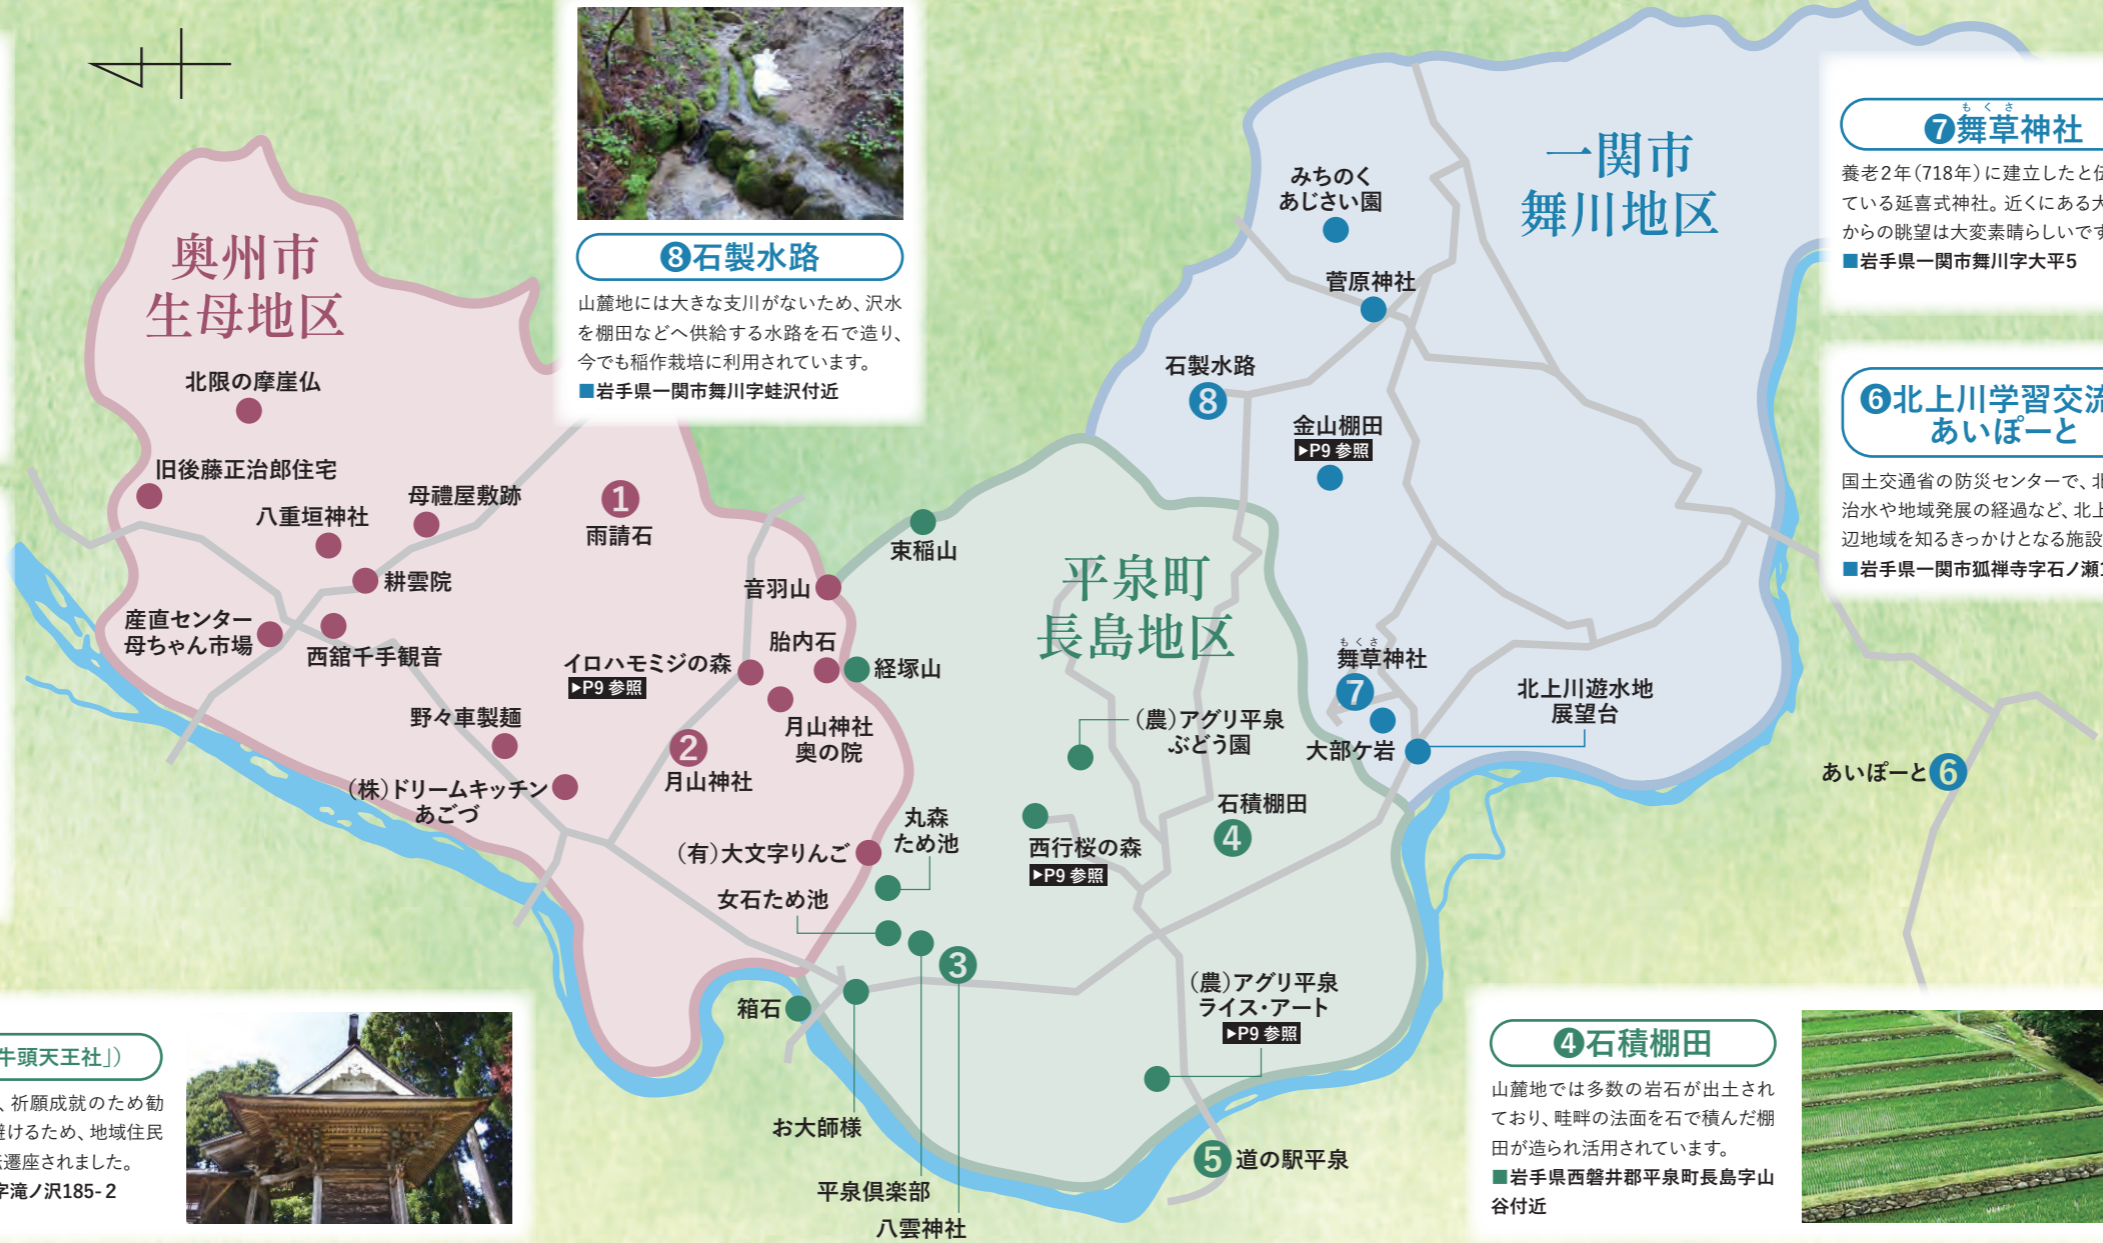 奥州市
生母地区
北限の摩崖仏
旧後藤正治郎住宅
八重垣神社
母禮屋敷跡
耕雲院
産直センター
母ちゃん市場
西舘千手観音
野々車製麺
(株)ドリームキッチン
あごづ
❶
雨請石
音羽山
胎内石
イロハモミジの森
▶P9 参照
月山神社
奥の院
❷
月山神社
(有)大文字りんご
❽石製水路
山麓地には大きな支川がないため、沢水
を棚田などへ供給する水路を石で造り、
今でも稲作栽培に利用されています。
■岩手県一関市舞川字蛙沢付近
平泉町
長島地区
束稲山
経塚山
(農)アグリ平泉
ぶどう園
西行桜の森
▶P9 参照
石積棚田
❹
丸森
ため池
女石ため池
❸
箱石
お大師様
平泉倶楽部
八雲神社
(農)アグリ平泉
ライス・アート
▶P9 参照
❺道の駅平泉
一関市
舞川地区
みちのく
あじさい園
菅原神社
石製水路
❽
金山棚田
▶P9 参照
もくさ
舞草神社
❼
大部ケ岩
北上川遊水地
展望台
あいぽーと❻
もくさ
❼舞草神社
養老2年(718年)に建立したと
ている延喜式神社。近くにある大
からの眺望は大変素晴らしいです
■岩手県一関市舞川字大平5
❻北上川学習交流
あいぽーと
国土交通省の防災センターで、北
治水や地域発展の経過など、北上
辺地域を知るきっかけとなる施設
■岩手県一関市狐禅寺字石ノ瀬
❹石積棚田
山麓地では多数の岩石が出土され
ており、畦畔の法面を石で積んだ棚
田が造られ活用されています。
■岩手県西磐井郡平泉町長島字山
谷付近
牛頭天王社」)
、祈願成就のため勧
避けるため、地域住民
遷座されました。
字滝ノ沢185-2